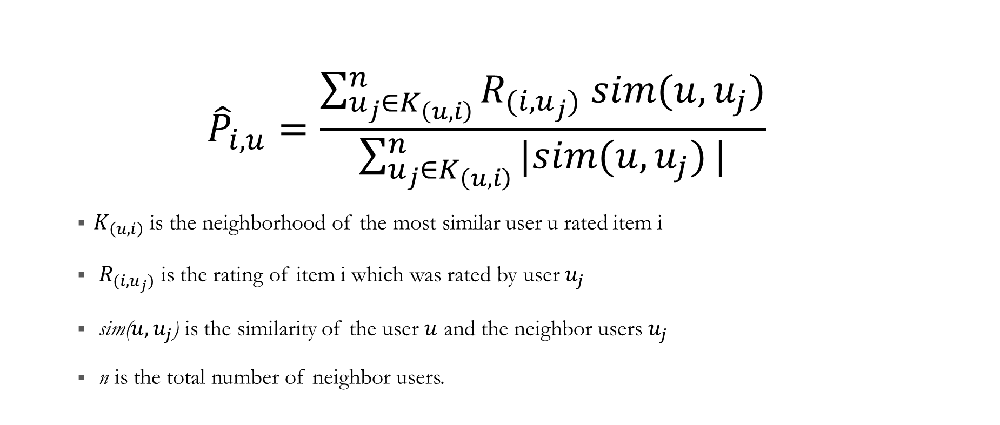 P̂_{i,u} = \frac{\sum_{u_j \in K_{(u,i)}}^{n} R_{(i,u_j)} sim(u, u_j)}{\sum_{u_j \in K_{(u,i)}}^{n} |sim(u, u_j)|}
▪ K_{(u,i)} is the neighborhood of the most similar user u rated item i
▪ R_{(i,u_j)} is the rating of item i which was rated by user u_j
▪ sim(u, u_j) is the similarity of the user u and the neighbor users u_j
▪ n is the total number of neighbor users.